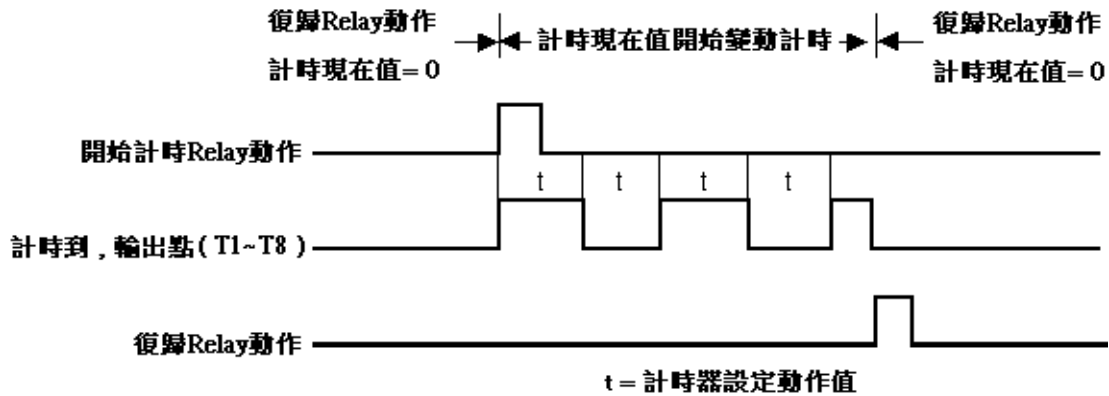 復歸Relay動作
計時現在值= 0
計時現在值開始變動計時
復歸Relay動作
計時現在值= 0
開始計時Relay動作
t t t t
計時到，輸出點( T1~T8 )
復歸Relay動作
t = 計時器設定動作值